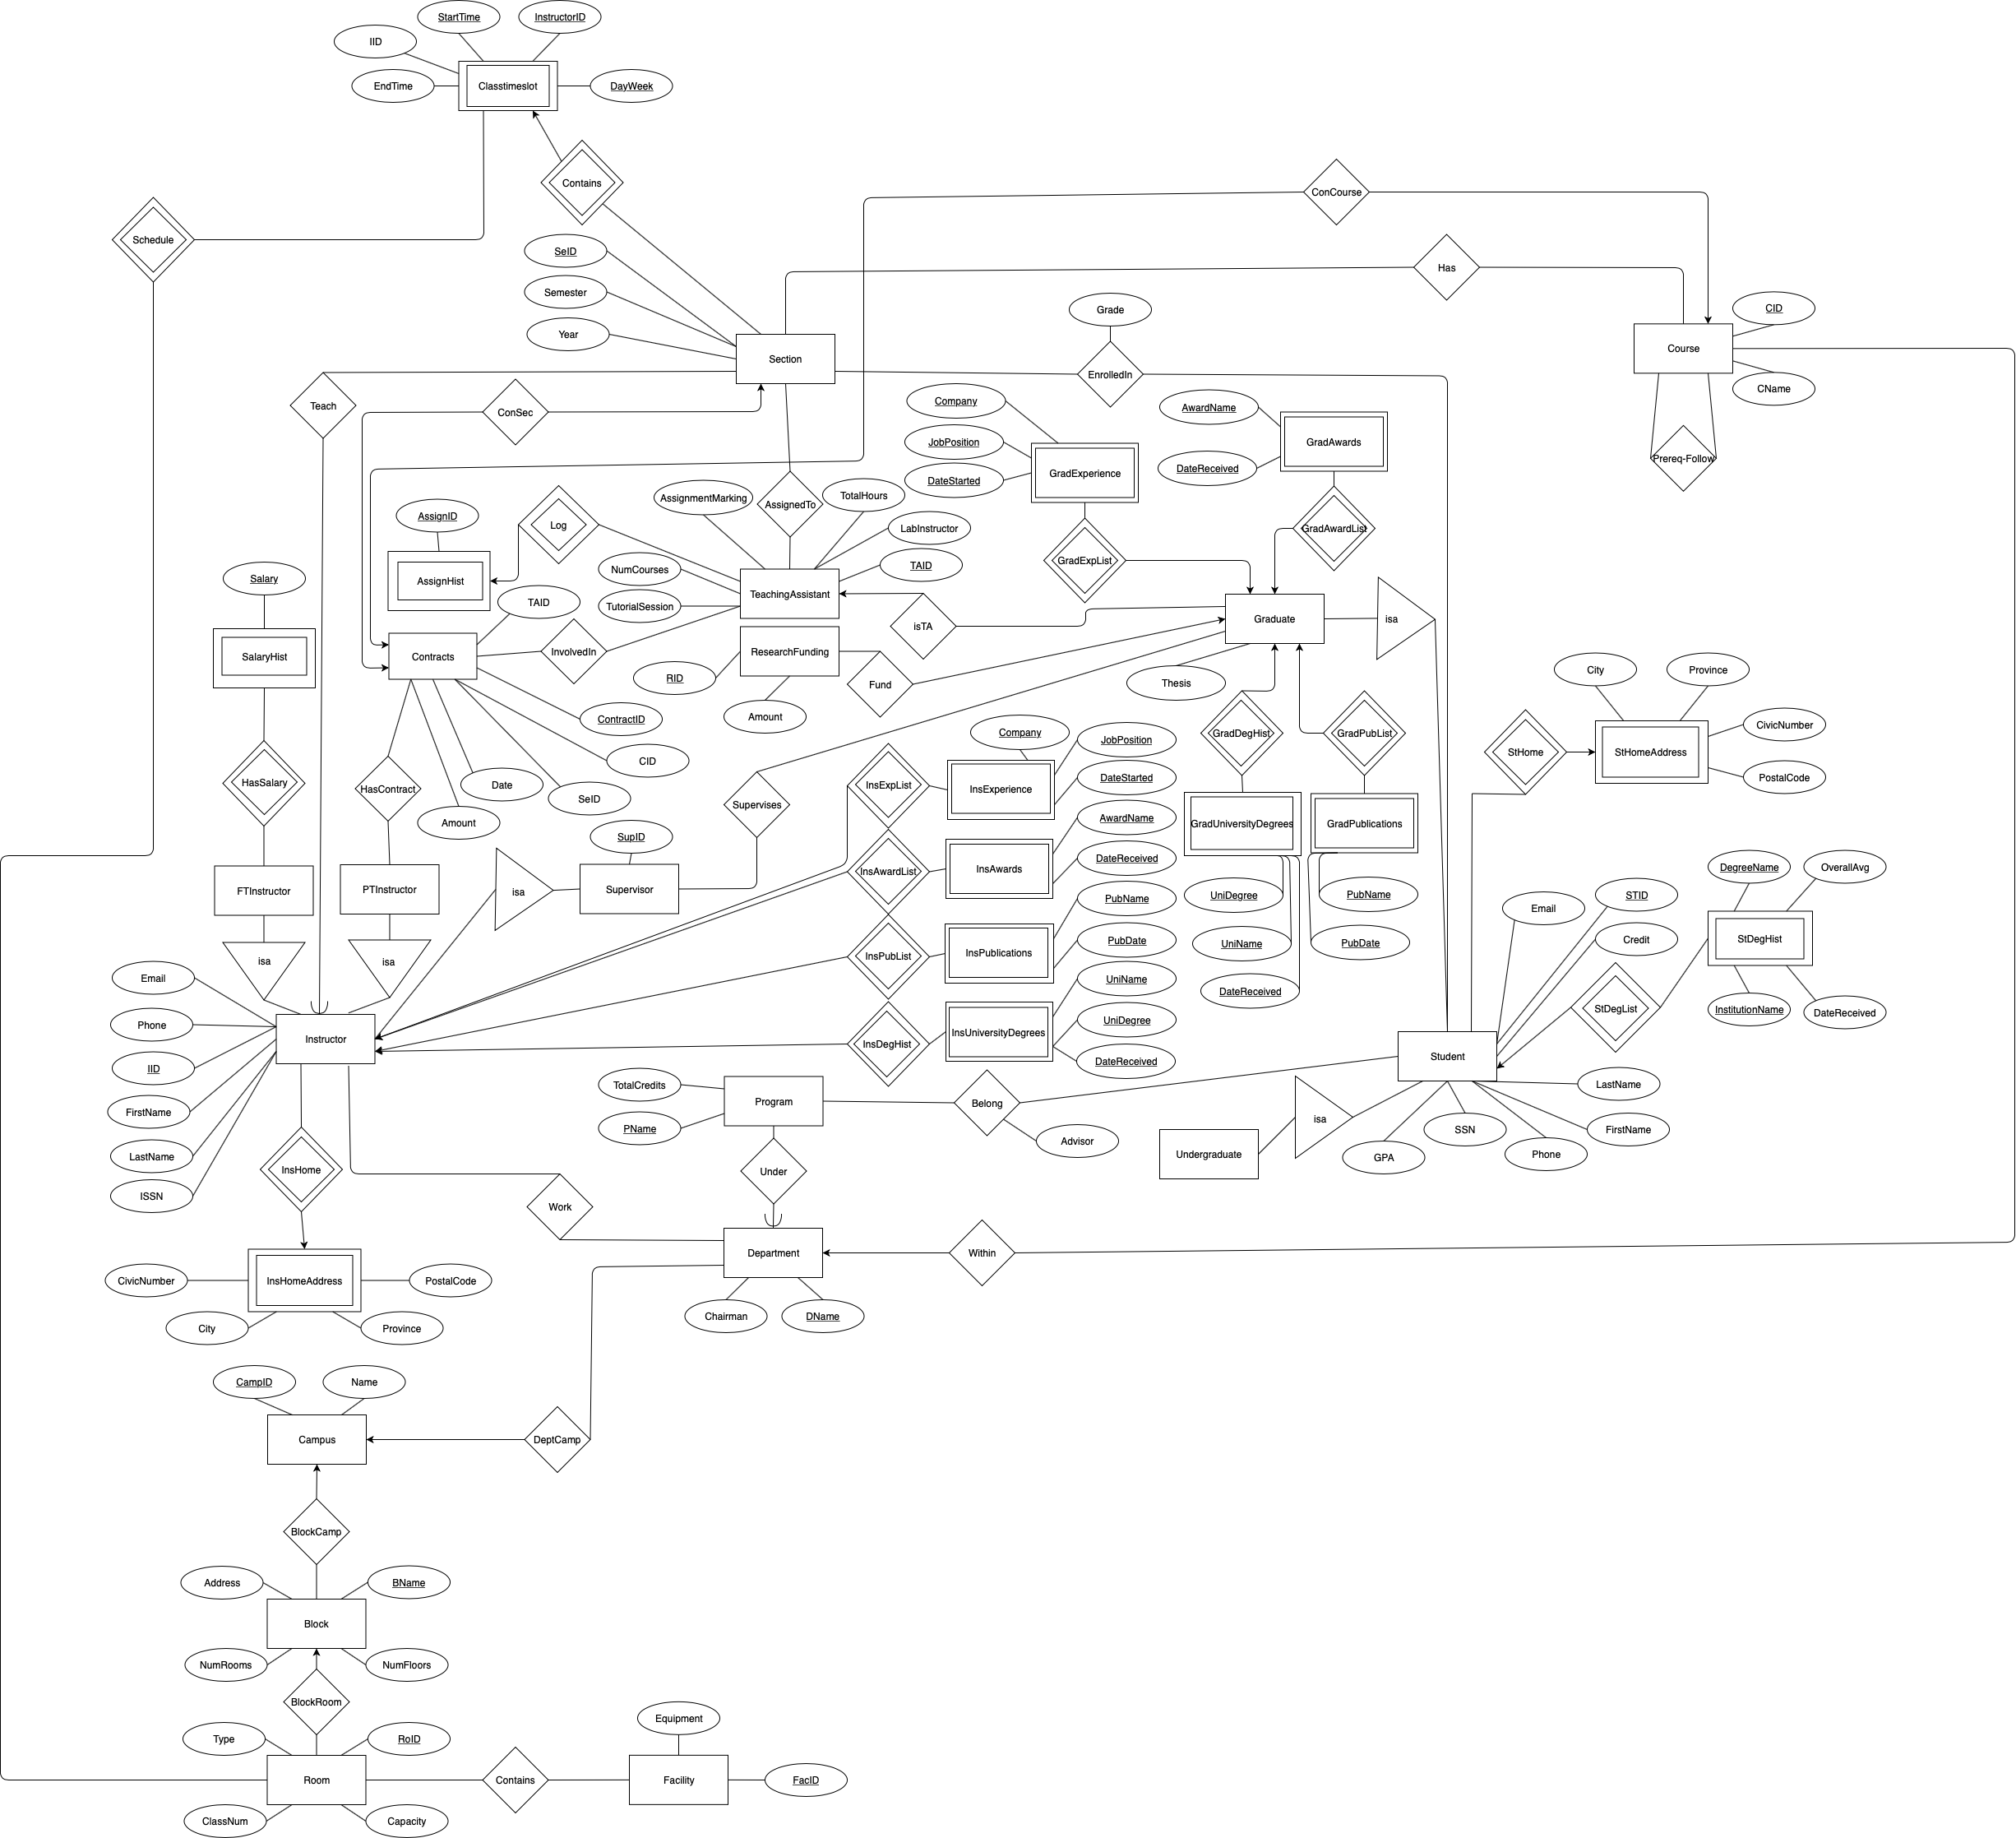 StartTime
InstructorID
IID
EndTime
Classtimeslot
DayWeek
Contains
ConCourse
Schedule
SeID
Has
Semester
Grade
CID
Year
Section
Course
EnrolledIn
CName
Teach
ConSec
Company
AwardName
JobPosition
GradAwards
Prereq-Follow
GradExperience
DateReceived
DateStarted
AssignmentMarking
TotalHours
AssignedTo
AssignID
Log
LabInstructor
GradAwardList
GradExpList
NumCourses
TAID
Salary
AssignHist
TeachingAssistant
TAID
TutorialSession
isTA
Graduate
isa
SalaryHist
Contracts
InvolvedIn
ResearchFunding
City
Province
RID
Fund
Thesis
Amount
ContractID
CivicNumber
Company
GradDegHist
GradPubList
JobPosition
StHome
StHomeAddress
CID
PostalCode
HasSalary
Date
HasContract
InsExpList
InsExperience
DateStarted
SeID
Supervises
Amount
AwardName
GradUniversityDegrees
GradPublications
SupID
DateReceived
DegreeName
OverallAvg
InsAwardList
InsAwards
FTInstructor
PTInstructor
isa
Supervisor
UniDegree
PubName
STID
PubName
Email
Credit
StDegHist
PubDate
UniName
PubDate
isa
isa
InsPubList
InsPublications
Email
UniName
DateReceived
StDegList
InstitutionName
DateReceived
Phone
UniDegree
Instructor
InsDegHist
InsUniversityDegrees
Student
IID
DateReceived
TotalCredits
LastName
Program
Belong
FirstName
PName
isa
SSN
FirstName
Advisor
LastName
Undergraduate
GPA
Phone
InsHome
Under
ISSN
Work
Department
Within
CivicNumber
InsHomeAddress
PostalCode
Chairman
DName
City
Province
CampID
Name
Campus
DeptCamp
BlockCamp
Address
BName
Block
NumRooms
NumFloors
BlockRoom
Equipment
Type
RoID
Room
Contains
Facility
FacID
ClassNum
Capacity